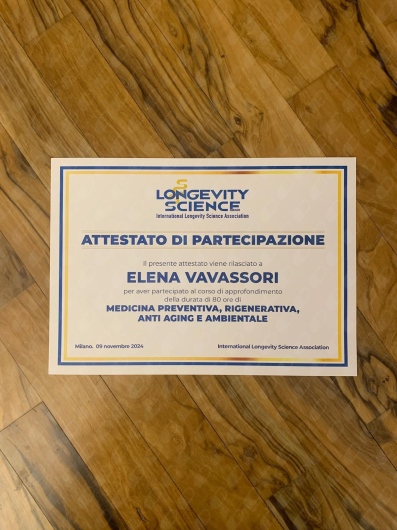 LONGEVITY
SCIENCE
International Longevity Science Association
ATTESTATO DI PARTECIPAZIONE
Il presente attestato viene rilasciato a
ELENA VAVASSORI
per aver partecipato al corso di approfondimento
della durata di 80 ore di
MEDICINA PREVENTIVA, RIGENERATIVA,
ANTI AGING E AMBIENTALE
Milano, 09 novembre 2024
International Longevity Science Association